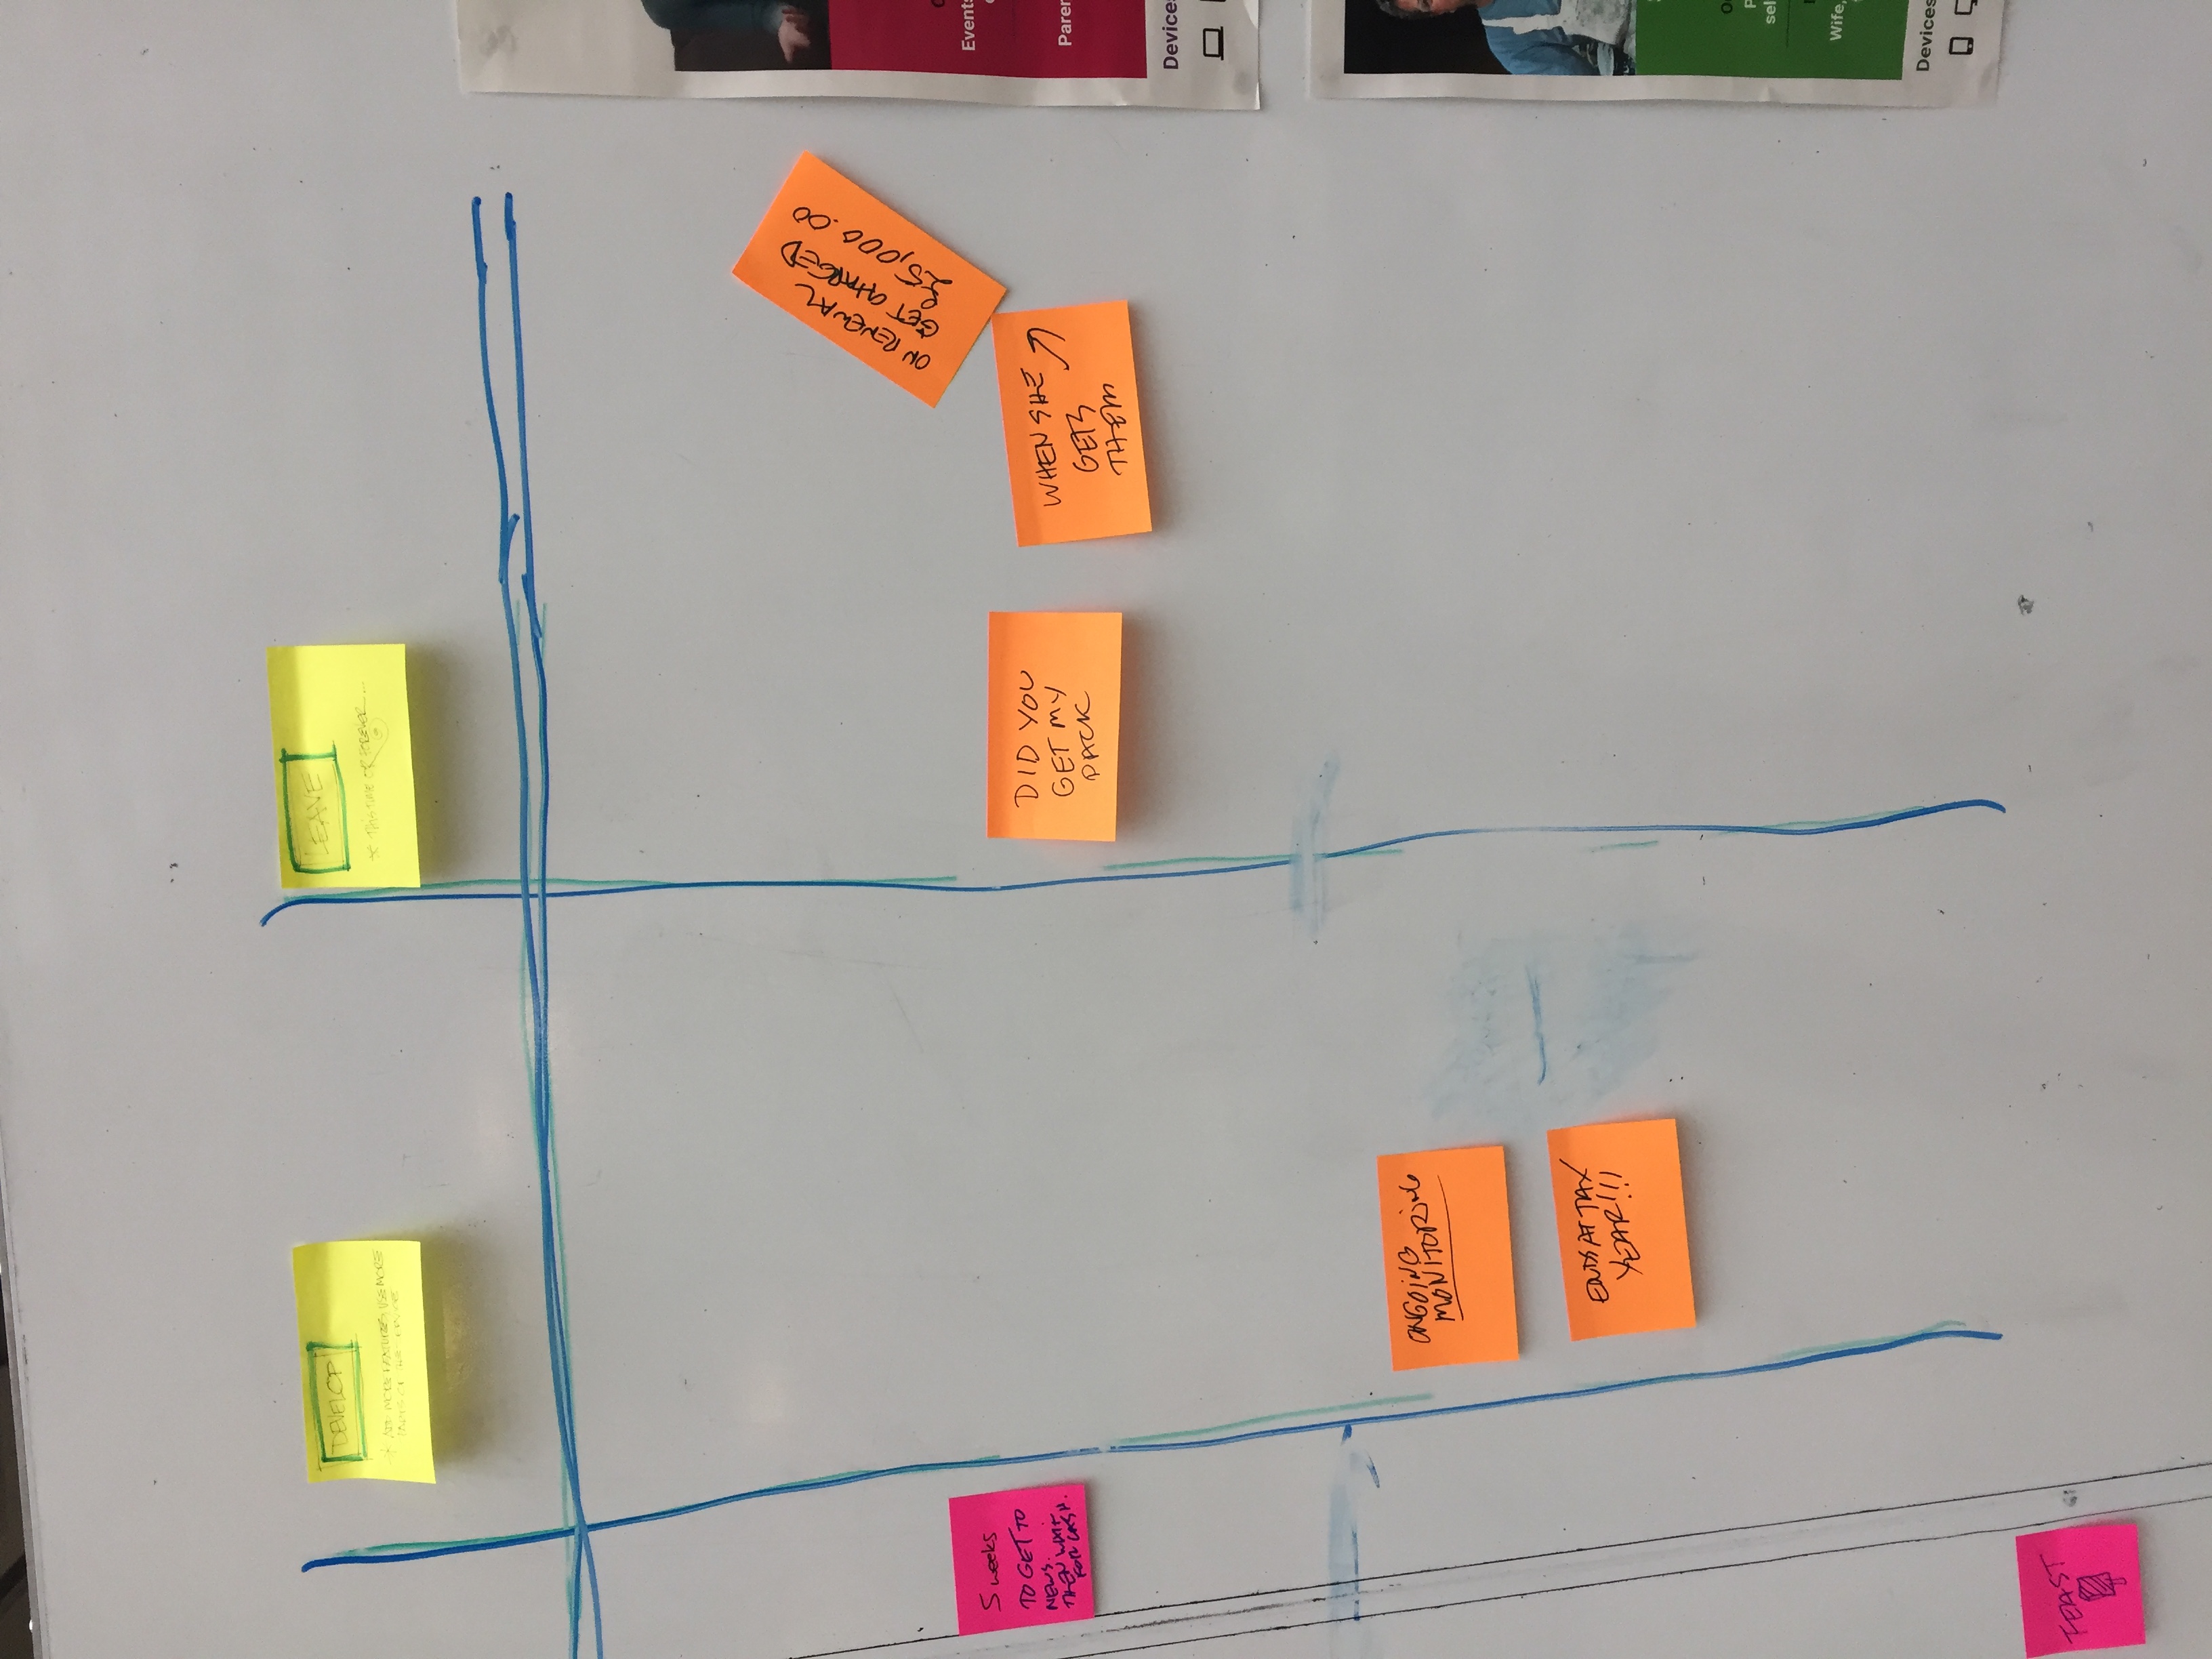 DEVELOP
* ADD MORE FEATURES, USE MORE
PARTS OF THE SERVICE
LEAVE
* THIS TIME OR FOREVER...
ON RENEWAL
GET CHARGED
£5,000.00
5 weeks
TO GET TO
NEWS.
THEN WAIT
FOR CASH.
DID YOU
GET MY
PACK
WHEN SHE
GETS
THEM
ONGOING
MONITORING
ENDS AT TAX
YEAR!!!
FEAST
Events
Paren
Devices
sel
Wife,
Devices